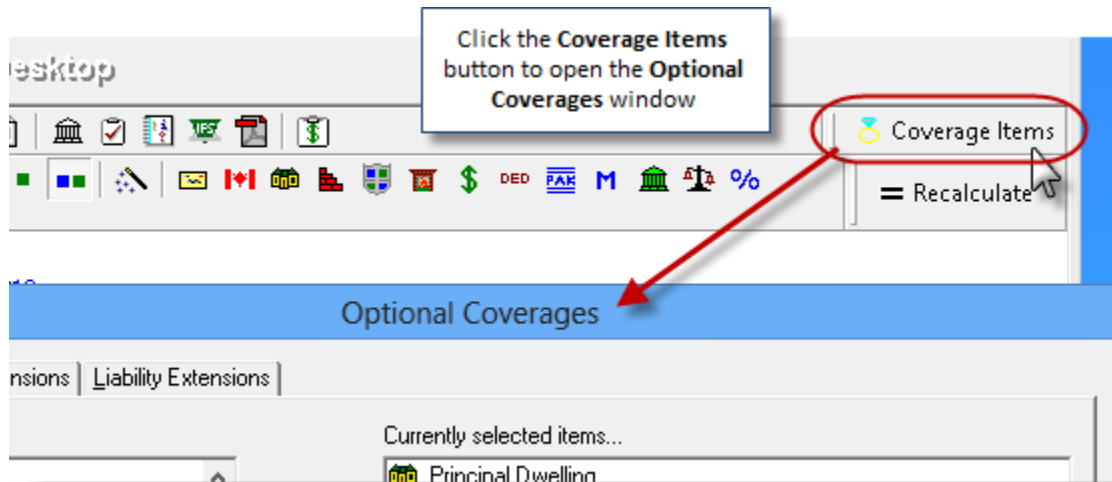 Click the Coverage Items
button to open the Optional
Coverages window
esktop
Coverage Items
DED PAK M %
= Recalculate
Optional Coverages
nsions Liability Extensions
Currently selected items...
Principal Dwelling